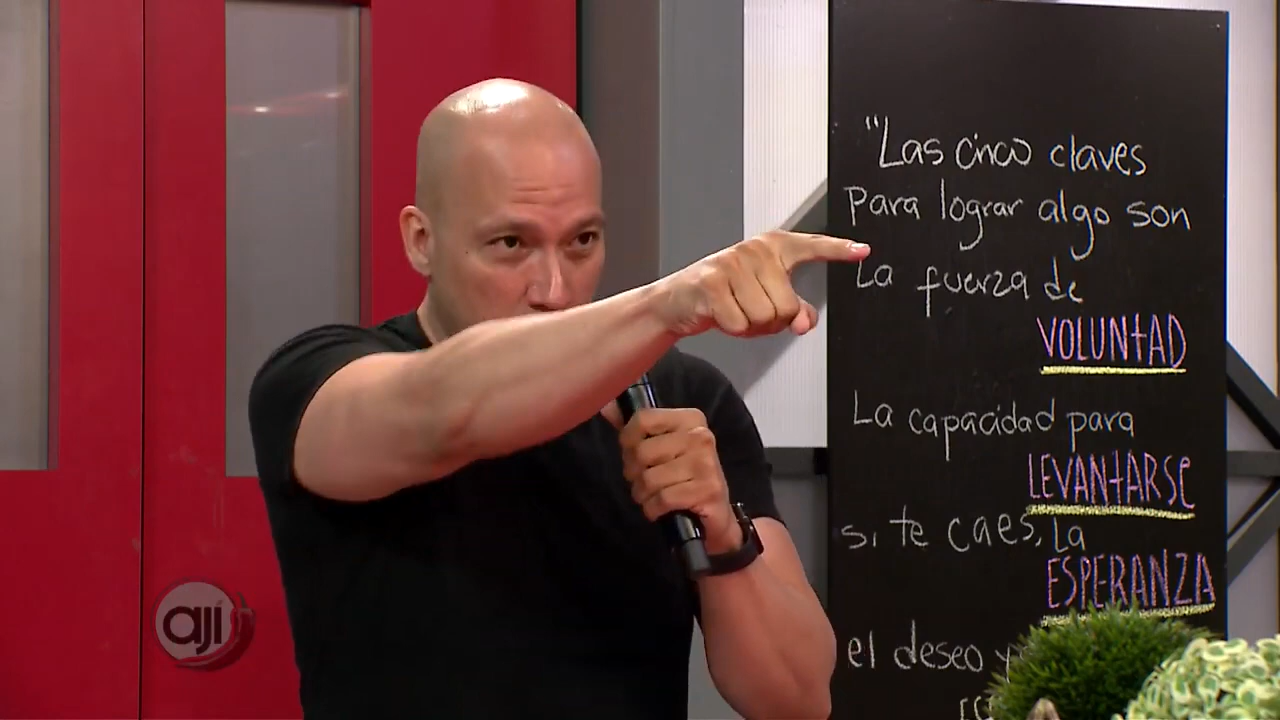 "Las cinco claves
para lograr algo son
La fuerza de
VOLUNTAD
La capacidad para
LEVANTARSE
si te caes, La
ESPERANZA
el deseo y
ají